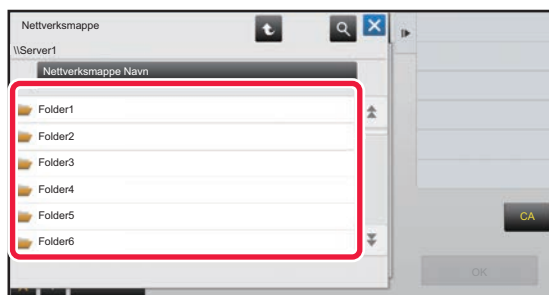 Nettverksmappe
\\Server1
Nettverksmappe Navn
Folder1
Folder2
Folder3
Folder4
Folder5
Folder6
CA
OK